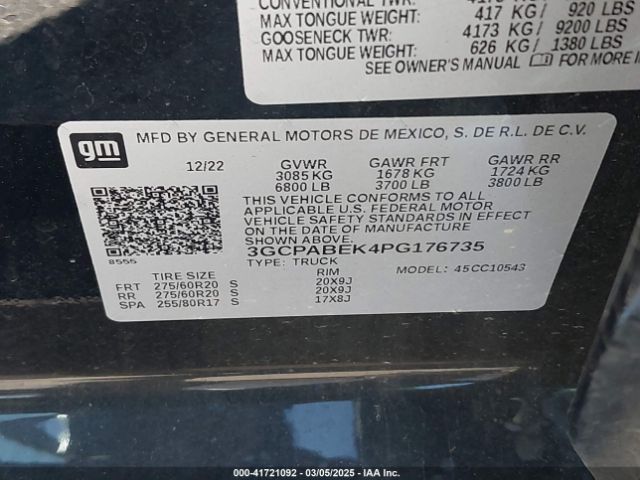 CONVENTIONAL TWR:
MAX TONGUE WEIGHT: 417 KG/ 920 LBS
GOOSENECK TWR: 4173 KG/ 9200 LBS
MAX TONGUE WEIGHT: 626 KG/ 1380 LBS
SEE OWNER'S MANUAL FOR MORE
gm
MFD BY GENERAL MOTORS DE MEXICO, S. DE R.L. DE C.V.
12/22 GVWR GAWR FRT GAWR RR
3085 KG 1678 KG 1724 KG
6800 LB 3700 LB 3800 LB
THIS VEHICLE CONFORMS TO ALL
APPLICABLE U.S. FEDERAL MOTOR
VEHICLE SAFETY STANDARDS IN EFFECT
ON THE DATE OF MANUFACTURE SHOWN ABOVE.
8555
3GCPABEK4PG176735
TYPE: TRUCK MODEL: 45CC10543
TIRE SIZE RIM
FRT 275/60R20 S 20X9J
RR 275/60R20 S 20X9J
SPA 255/80R17 S 17X8J
000-41721092 — 03/05/2025 — IAA Inc.